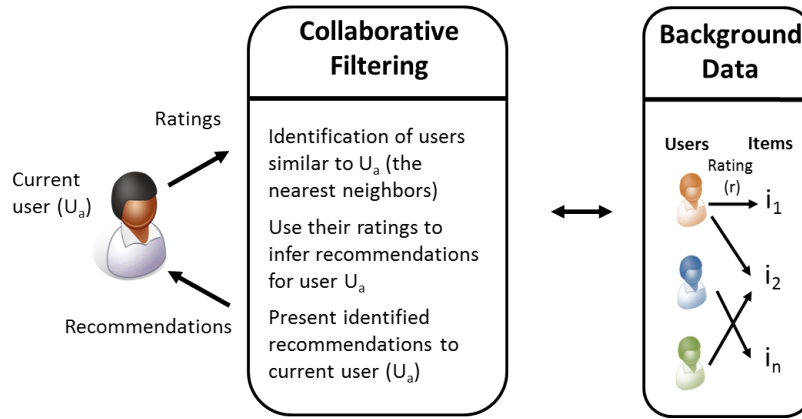 Current
user (Uₐ)
Ratings
Recommendations
Collaborative
Filtering
Identification of users
similar to Uₐ (the
nearest neighbors)
Use their ratings to
infer recommendations
for user Uₐ
Present identified
recommendations to
current user (Uₐ)
Background
Data
Users Items
Rating
(r)
i₁
i₂
iₙ